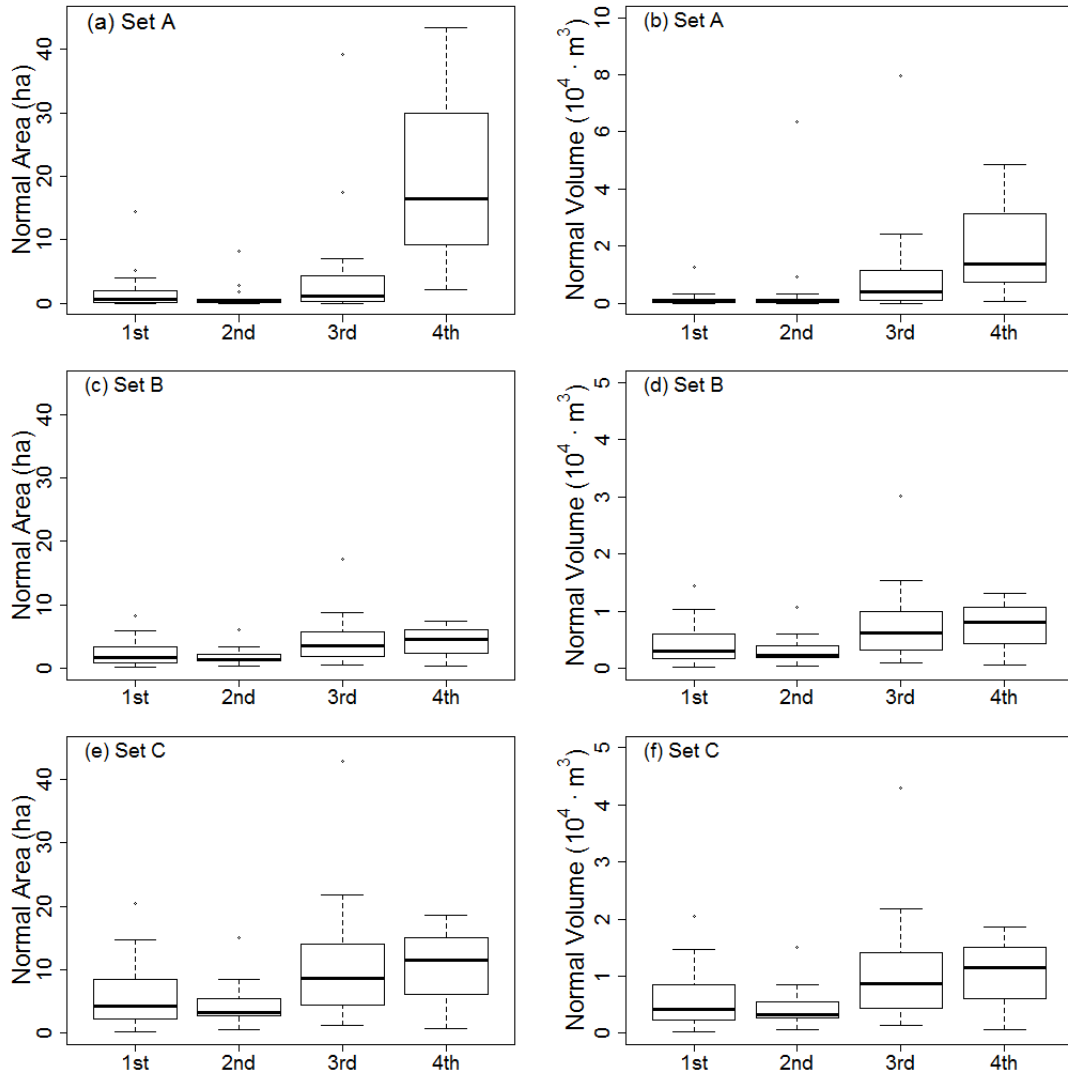 (a) Set A
Normal Area (ha)
40
30
20
10
0
1st 2nd 3rd 4th
(b) Set A
Normal Volume (10⁴ · m³)
10
8
6
4
2
0
1st 2nd 3rd 4th
(c) Set B
Normal Area (ha)
40
30
20
10
0
1st 2nd 3rd 4th
(d) Set B
Normal Volume (10⁴ · m³)
5
4
3
2
1
0
1st 2nd 3rd 4th
(e) Set C
Normal Area (ha)
40
30
20
10
0
1st 2nd 3rd 4th
(f) Set C
Normal Volume (10⁴ · m³)
5
4
3
2
1
0
1st 2nd 3rd 4th